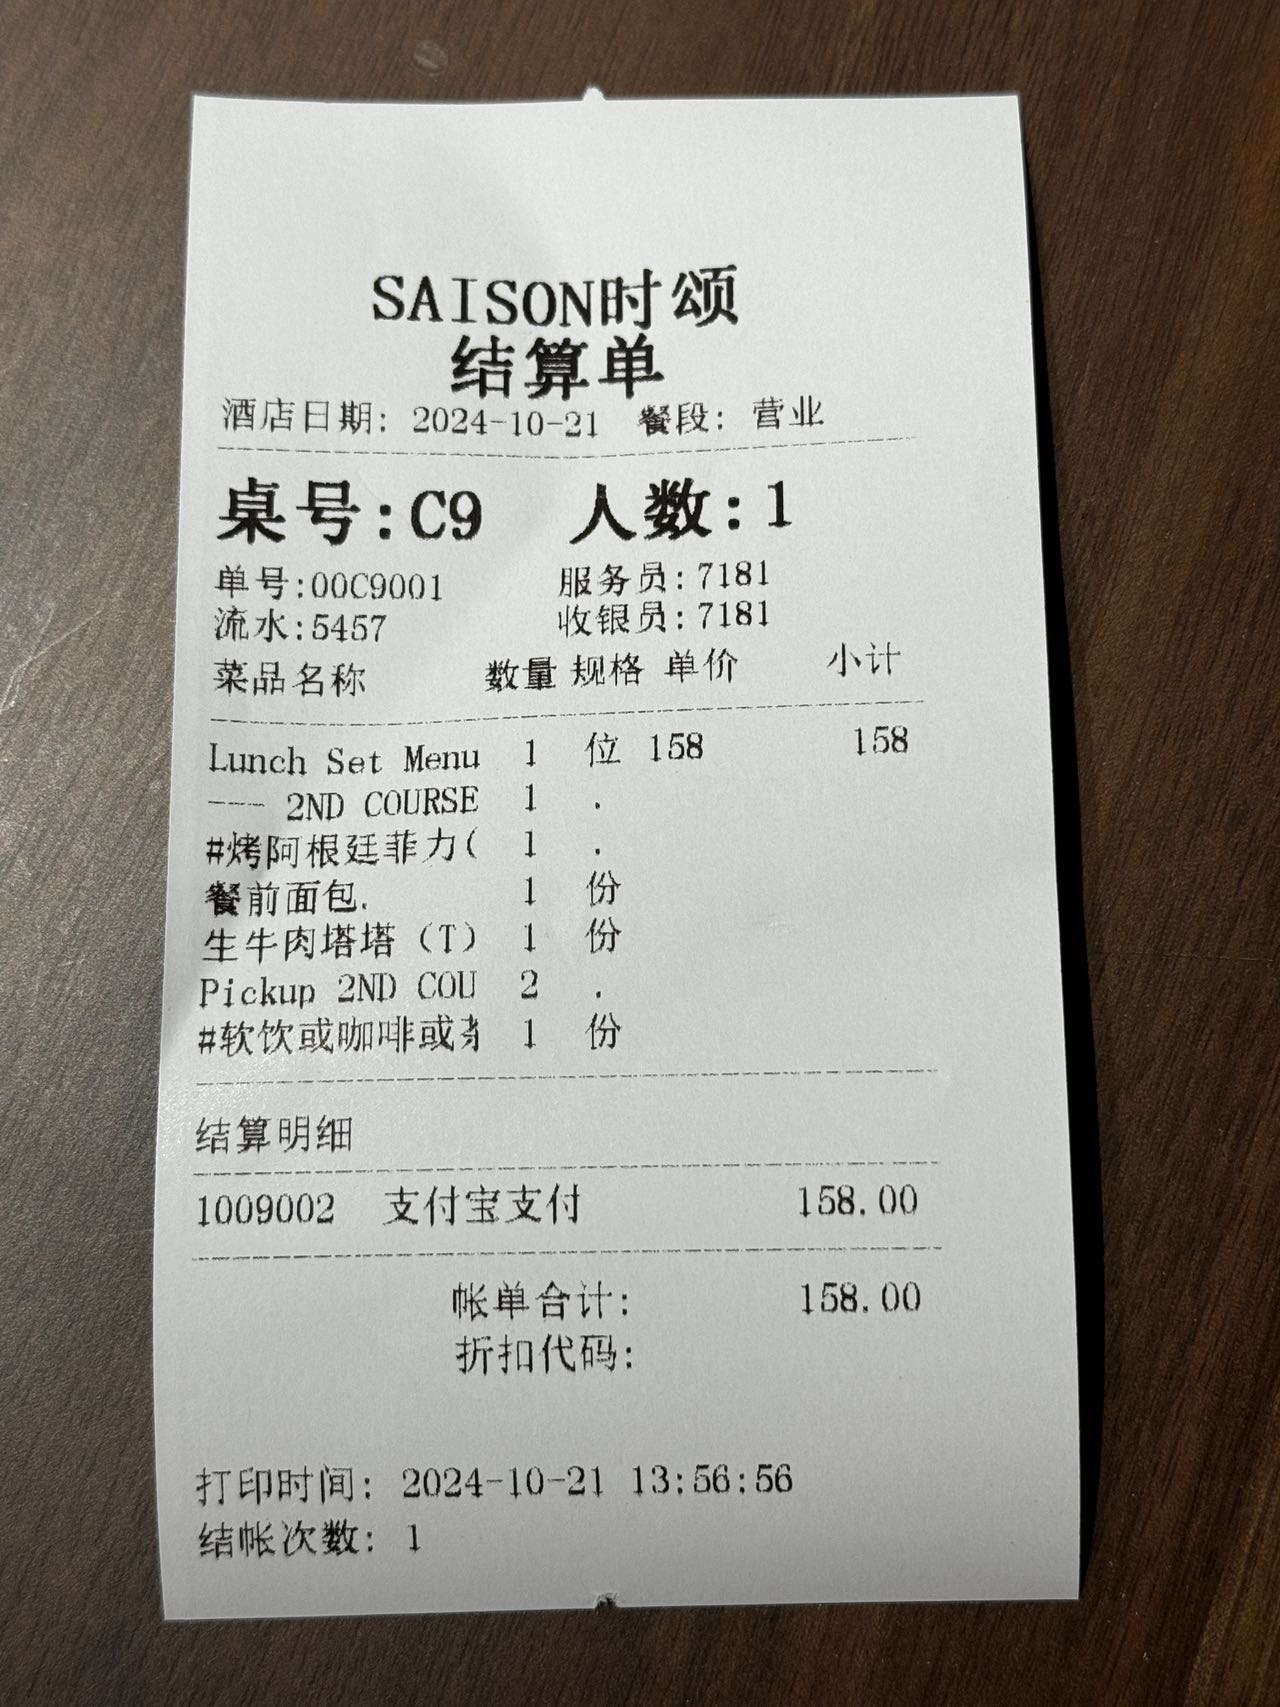 SAISON时颂
结算单
酒店日期: 2024-10-21 餐段: 营业
桌号:C9 人数:1
单号:00C9001 服务员:7181
流水:5457 收银员:7181
菜品名称 数量 规格 单价 小计
Lunch Set Menu 1 位 158 158
--- 2ND COURSE 1 .
#烤阿根廷菲力( 1 .
餐前面包. 1 份
生牛肉塔塔（T） 1 份
Pickup 2ND COU 2 .
#软饮或咖啡或 1 份
结算明细
1009002 支付宝支付 158.00
帐单合计: 158.00
折扣代码:
打印时间: 2024-10-21 13:56:56
结帐次数: 1